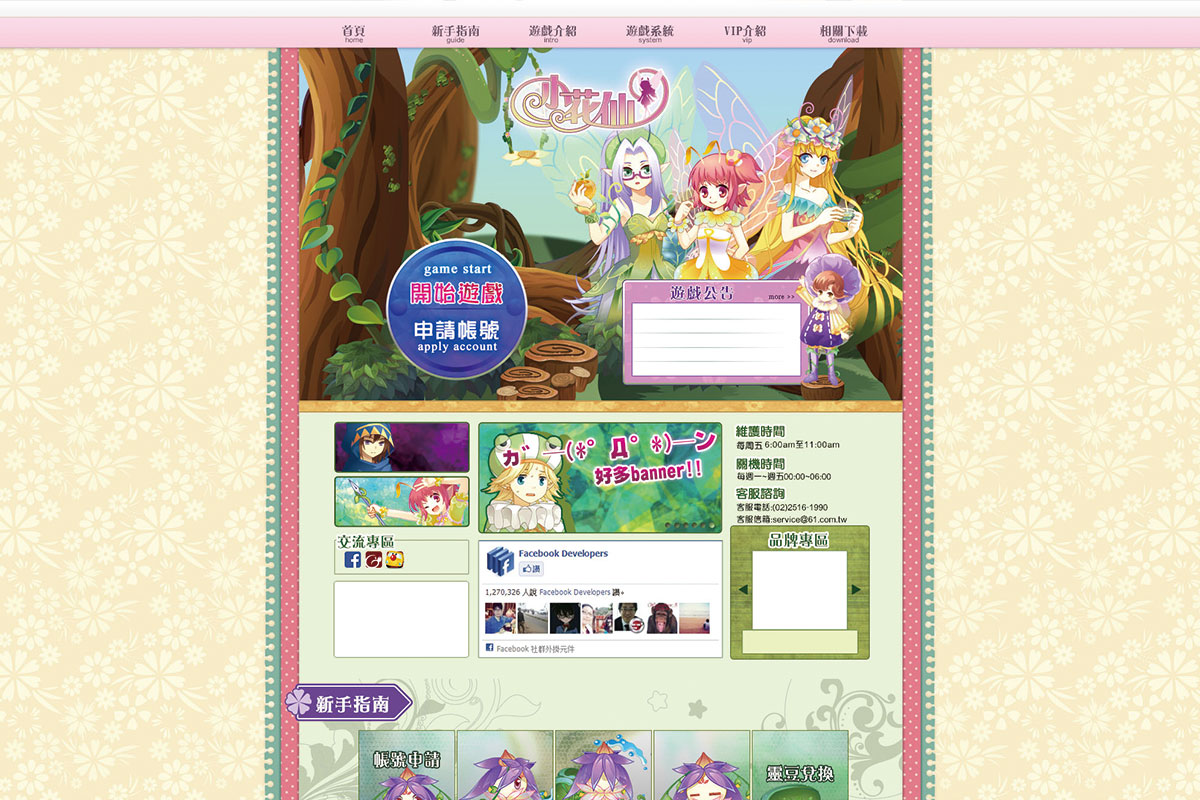 首頁
home
新手指南
guide
遊戲介紹
intro
遊戲系統
system
VIP介紹
vip
相關下載
download
小花仙
game start
開始遊戲
申請帳號
apply account
遊戲公告
more >>
ガ゛―(*゜Д゜*)―ン
好多banner!!
維護時間
每周五 6:00am至11:00am
關機時間
每週一~週五00:00~06:00
客服諮詢
客服電話:(02)2516-1990
客服信箱:service@61.com.tw
交流專區
Facebook Developers
讚
1,270,326 人說 Facebook Developers 讚。
Facebook 社群外掛元件
品牌專區
新手指南
帳號申請
靈豆兌換